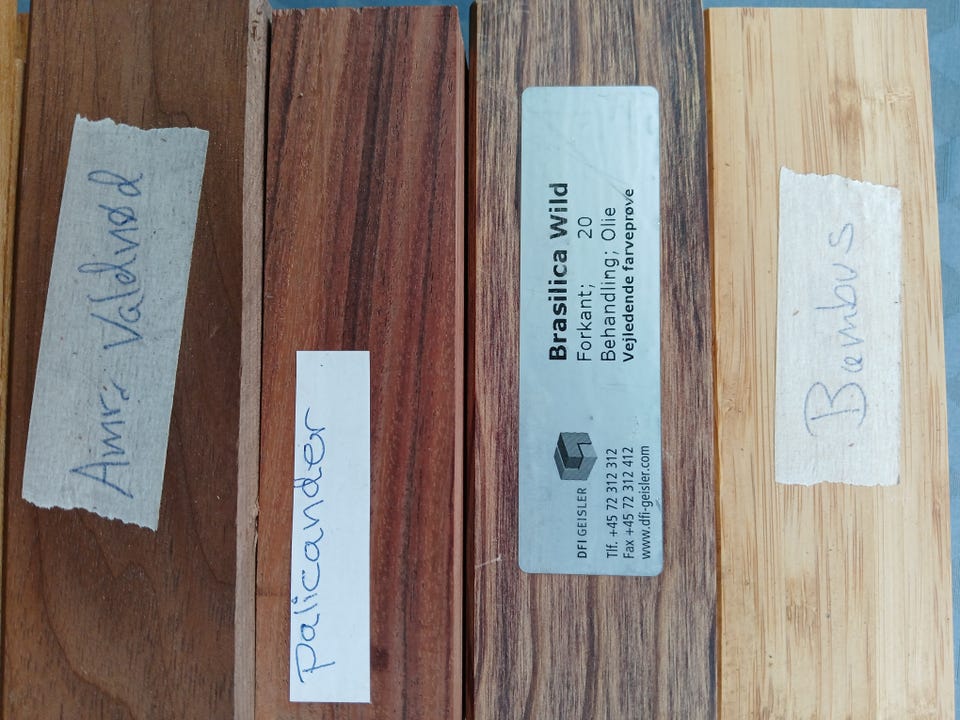 Amr. Valdnød
Palicander
Brasilica Wild
Forkant; 20
Behandling; Olie
Vejledende farveprøve
DFI GEISLER
Tlf. +45 72 312 312
Fax +45 72 312 412
www.dfi-geisler.com
Bambus